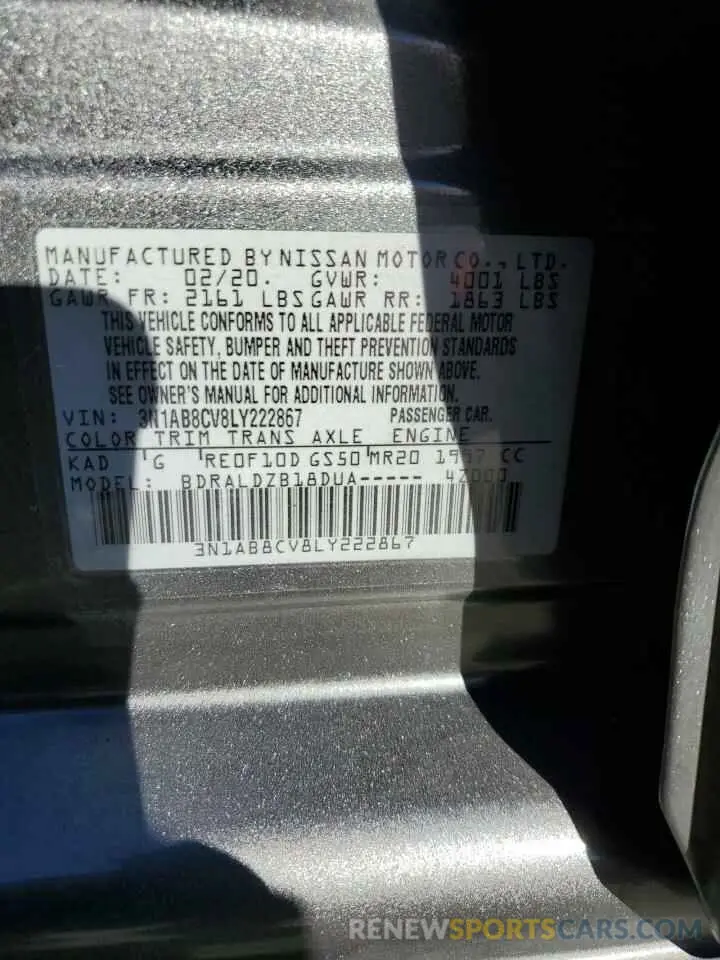 MANUFACTURED BY NISSAN MOTOR CO., LTD.
DATE: 02/20. GVWR: 4001 LBS
GAWR FR: 2161 LBS GAWR RR: 1863 LBS
THIS VEHICLE CONFORMS TO ALL APPLICABLE FEDERAL MOTOR
VEHICLE SAFETY, BUMPER AND THEFT PREVENTION STANDARDS
IN EFFECT ON THE DATE OF MANUFACTURE SHOWN ABOVE.
SEE OWNER'S MANUAL FOR ADDITIONAL INFORMATION.
VIN: 3N1AB8CV8LY222867 PASSENGER CAR.
COLOR TRIM TRANS AXLE ENGINE
KAD G RE0F10D GS50 MR20 1997 CC
MODEL: BDRALDZB18DUA-----
3N1AB8CV8LY222867
RENEWSPORTSCARS.COM